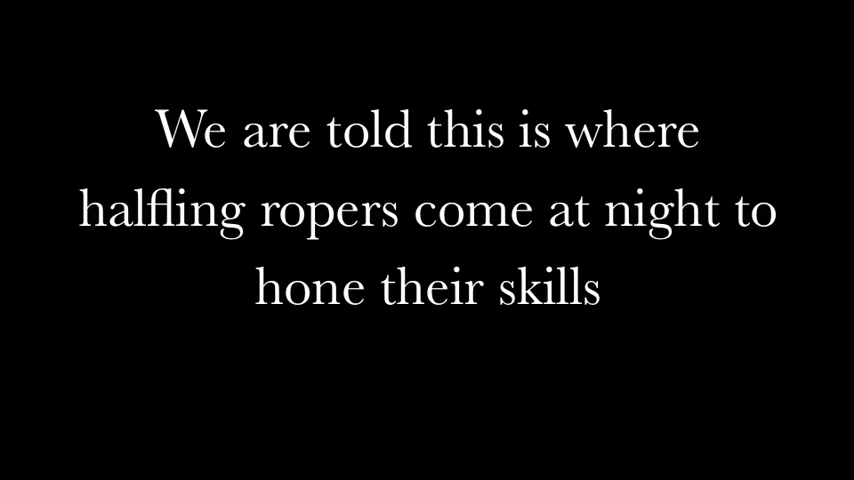 We are told this is where
halfling ropers come at night to
hone their skills